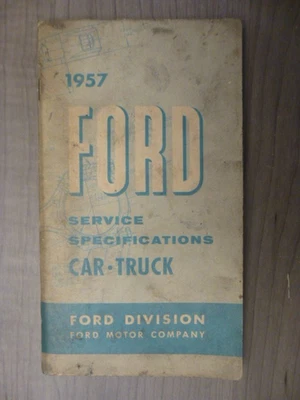 1957
FORD
SERVICE
SPECIFICATIONS
CAR-TRUCK
FORD DIVISION
FORD MOTOR COMPANY